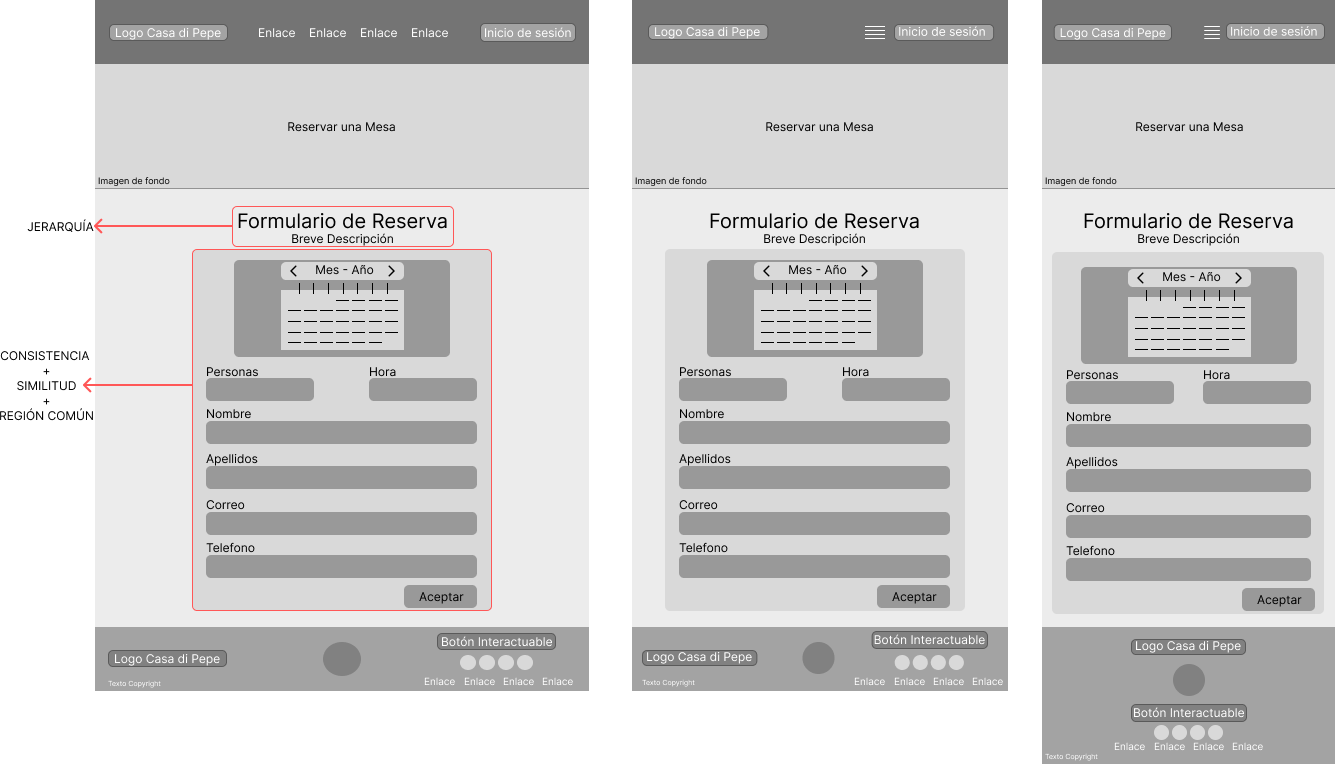 Logo Casa di Pepe
Enlace Enlace Enlace Enlace
Inicio de sesión
Reservar una Mesa
Imagen de fondo
JERARQUÍA
Formulario de Reserva
Breve Descripción
Mes - Año
CONSISTENCIA
+
SIMILITUD
+
REGIÓN COMÚN
Personas Hora
Nombre
Apellidos
Correo
Telefono
Aceptar
Logo Casa di Pepe
Texto Copyright
Botón Interactuable
Enlace Enlace Enlace Enlace
Logo Casa di Pepe
Inicio de sesión
Reservar una Mesa
Imagen de fondo
Formulario de Reserva
Breve Descripción
Mes - Año
Personas Hora
Nombre
Apellidos
Correo
Telefono
Aceptar
Logo Casa di Pepe
Texto Copyright
Botón Interactuable
Enlace Enlace Enlace Enlace
Logo Casa di Pepe
Inicio de sesión
Reservar una Mesa
Imagen de fondo
Formulario de Reserva
Breve Descripción
Mes - Año
Personas Hora
Nombre
Apellidos
Correo
Telefono
Aceptar
Logo Casa di Pepe
Botón Interactuable
Enlace Enlace Enlace Enlace
Texto Copyright